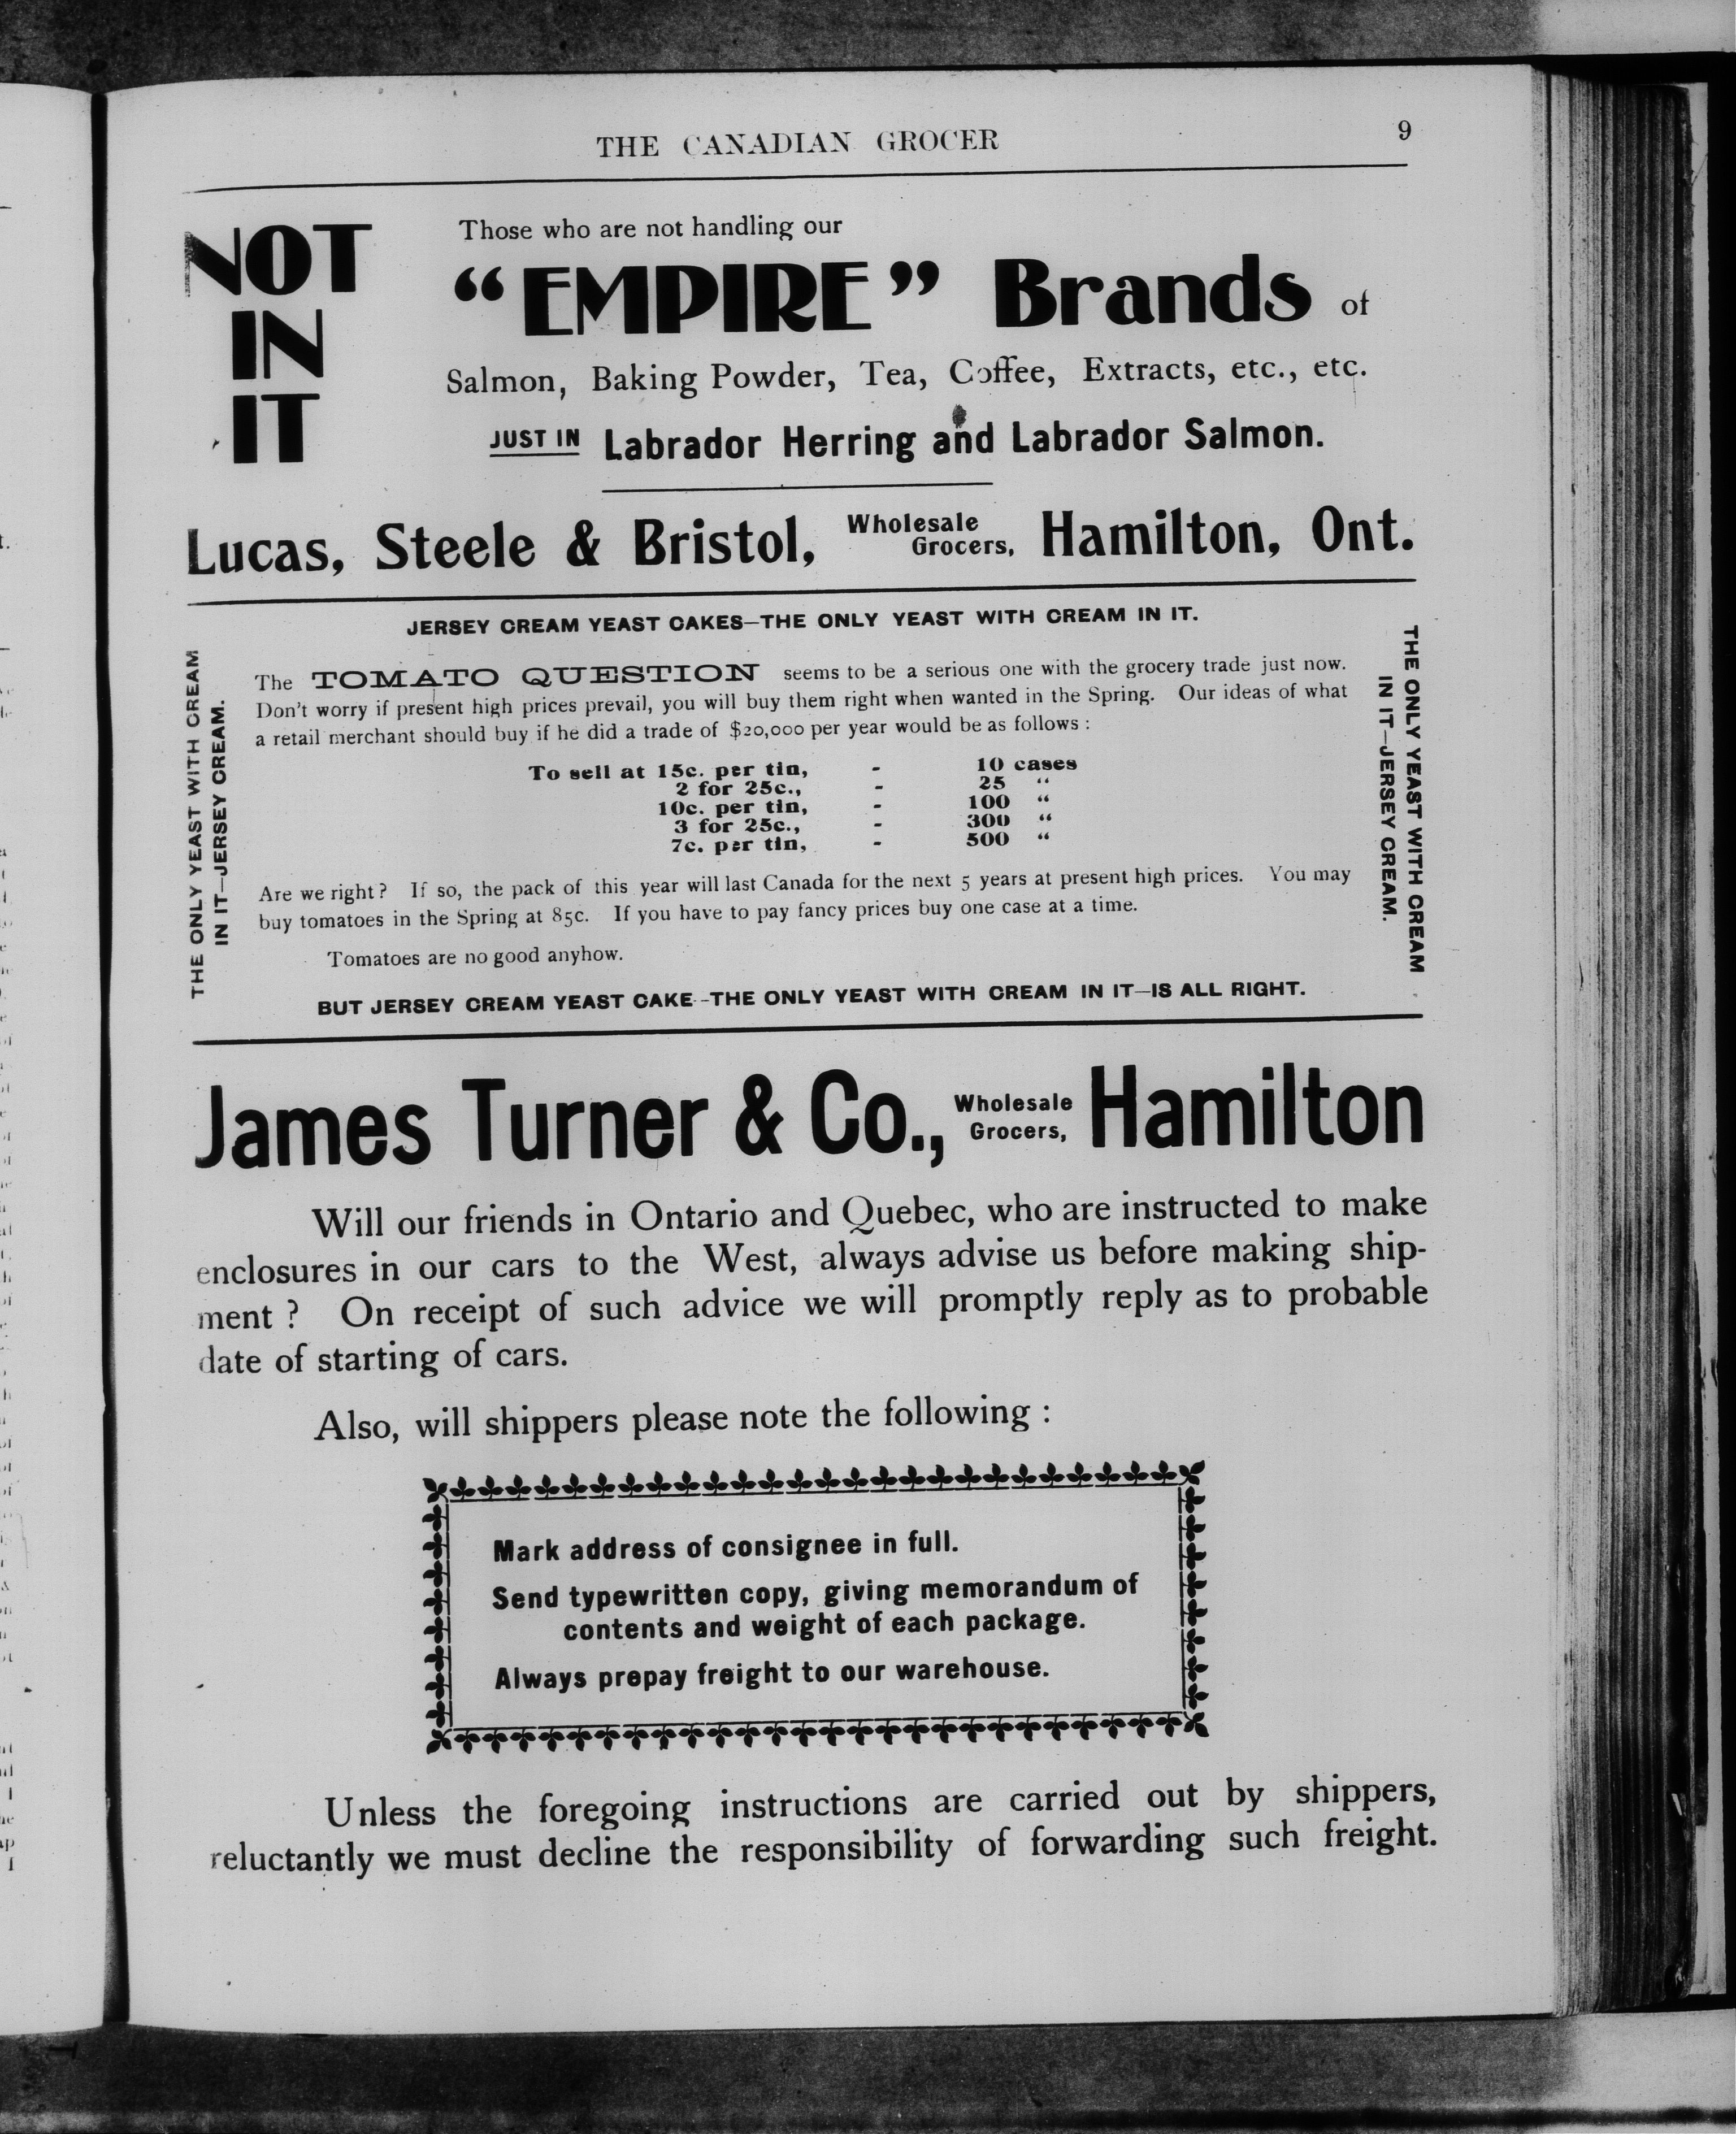 THE CANADIAN GROCER 9
NOT
IN
IT
Those who are not handling our
“EMPIRE” Brands of
Salmon, Baking Powder, Tea, Coffee, Extracts, etc., etc.
JUST IN Labrador Herring and Labrador Salmon.
Lucas, Steele & Bristol, Wholesale Grocers, Hamilton, Ont.
JERSEY CREAM YEAST CAKES—THE ONLY YEAST WITH CREAM IN IT.
THE ONLY YEAST WITH CREAM
IN IT—JERSEY CREAM.
The TOMATO QUESTION seems to be a serious one with the grocery trade just now.
Don't worry if present high prices prevail, you will buy them right when wanted in the Spring. Our ideas of what
a retail merchant should buy if he did a trade of $20,000 per year would be as follows :
To sell at 15c. per tin, - 10 cases
2 for 25c., - 25 “
10c. per tin, - 100 “
3 for 25c., - 300 “
7c. per tin, - 500 “
Are we right? If so, the pack of this year will last Canada for the next 5 years at present high prices. You may
buy tomatoes in the Spring at 85c. If you have to pay fancy prices buy one case at a time.
Tomatoes are no good anyhow.
BUT JERSEY CREAM YEAST CAKE--THE ONLY YEAST WITH CREAM IN IT—IS ALL RIGHT.
THE ONLY YEAST WITH CREAM
IN IT—JERSEY CREAM.
James Turner & Co., Wholesale Grocers, Hamilton
Will our friends in Ontario and Quebec, who are instructed to make
enclosures in our cars to the West, always advise us before making ship-
ment ? On receipt of such advice we will promptly reply as to probable
date of starting of cars.
Also, will shippers please note the following :
Mark address of consignee in full.
Send typewritten copy, giving memorandum of
contents and weight of each package.
Always prepay freight to our warehouse.
Unless the foregoing instructions are carried out by shippers,
reluctantly we must decline the responsibility of forwarding such freight.